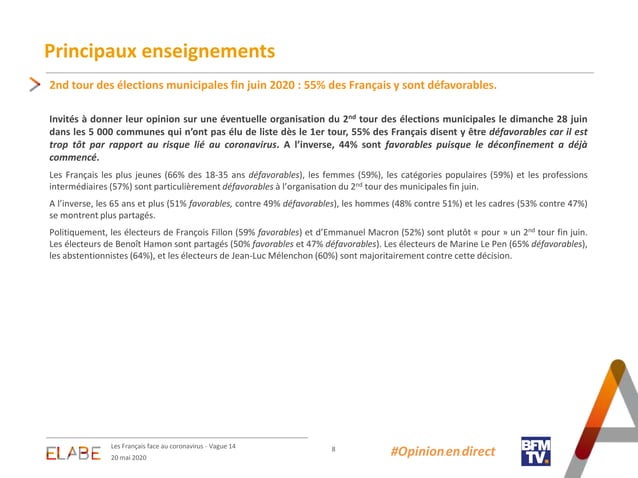 Principaux enseignements
2nd tour des élections municipales fin juin 2020 : 55% des Français y sont défavorables.
Invités à donner leur opinion sur une éventuelle organisation du 2nd tour des élections municipales le dimanche 28 juin
dans les 5 000 communes qui n’ont pas élu de liste dès le 1er tour, 55% des Français disent y être défavorables car il est
trop tôt par rapport au risque lié au coronavirus. A l’inverse, 44% sont favorables puisque le déconfinement a déjà
commencé.
Les Français les plus jeunes (66% des 18-35 ans défavorables), les femmes (59%), les catégories populaires (59%) et les professions
intermédiaires (57%) sont particulièrement défavorables à l’organisation du 2nd tour des municipales fin juin.
A l’inverse, les 65 ans et plus (51% favorables, contre 49% défavorables), les hommes (48% contre 51%) et les cadres (53% contre 47%)
se montrent plus partagés.
Politiquement, les électeurs de François Fillon (59% favorables) et d’Emmanuel Macron (52%) sont plutôt « pour » un 2nd tour fin juin.
Les électeurs de Benoît Hamon sont partagés (50% favorables et 47% défavorables). Les électeurs de Marine Le Pen (65% défavorables),
les abstentionnistes (64%), et les électeurs de Jean-Luc Mélenchon (60%) sont majoritairement contre cette décision.
ELABE
Les Français face au coronavirus - Vague 14
20 mai 2020
8
#Opinionendirect
BFM
TV.